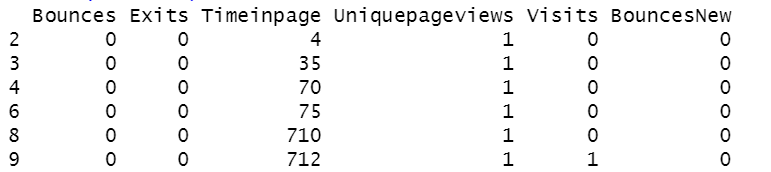 Bounces Exits Timeinpage Uniquepageviews Visits BouncesNew
2 0 0 4 1 0 0
3 0 0 35 1 0 0
4 0 0 70 1 0 0
6 0 0 75 1 0 0
8 0 0 710 1 0 0
9 0 0 712 1 1 0